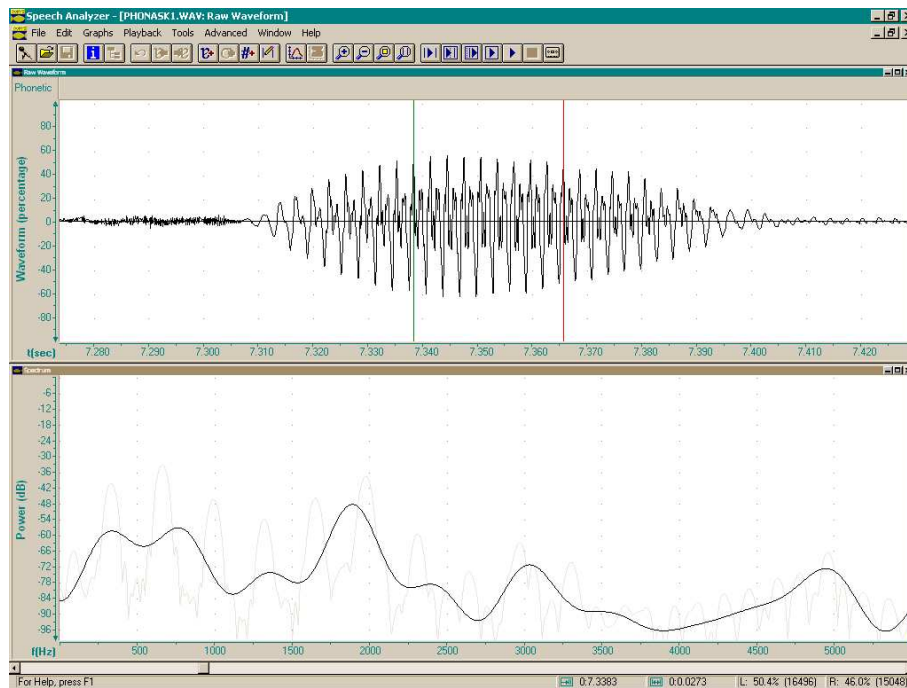 Speech Analyzer - [PHONASK1.WAV: Raw Waveform]
File Edit Graphs Playback Tools Advanced Window Help
Raw Waveform
Phonetic
Waveform (percentage)
80
60
40
20
0
-20
-40
-60
-80
t(sec) 7.280 7.290 7.300 7.310 7.320 7.330 7.340 7.350 7.360 7.370 7.380 7.390 7.400 7.410 7.420
Spectrum
Power (dB)
-6
-12
-18
-24
-30
-36
-42
-48
-54
-60
-66
-72
-78
-84
-90
-96
f(Hz) 500 1000 1500 2000 2500 3000 3500 4000 4500 5000
For Help, press F1 0:7.3383 0:0.0273 L: 50.4% (16496) R: 46.0% (15048)